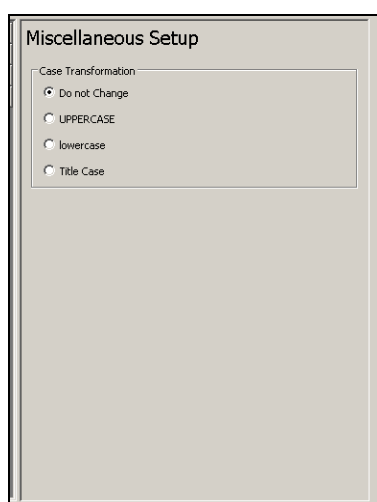 Miscellaneous Setup
Case Transformation
Do not Change
UPPERCASE
lowercase
Title Case